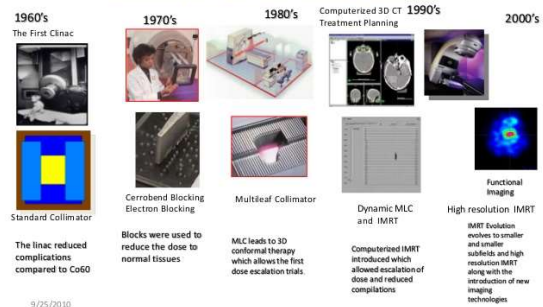 1960's
The First Clinac
Standard Collimator
The linac reduced
complications
compared to Co60
1970's
Cerrobend Blocking
Electron Blocking
Blocks were used to
reduce the dose to
normal tissues
1980's
Multileaf Collimator
MLC leads to 3D
conformal therapy
which allows the first
dose escalation trials.
Computerized 3D CT
Treatment Planning
1990's
Dynamic MLC
and IMRT
Computerized IMRT
introduced which
allowed escalation of
dose and reduced
compilations
2000's
Functional
Imaging
High resolution IMRT
IMRT Evolution
evolves to smaller
and smaller
subfields and high
resolution IMRT
along with the
introduction of new
imaging
technologies
9/25/2010